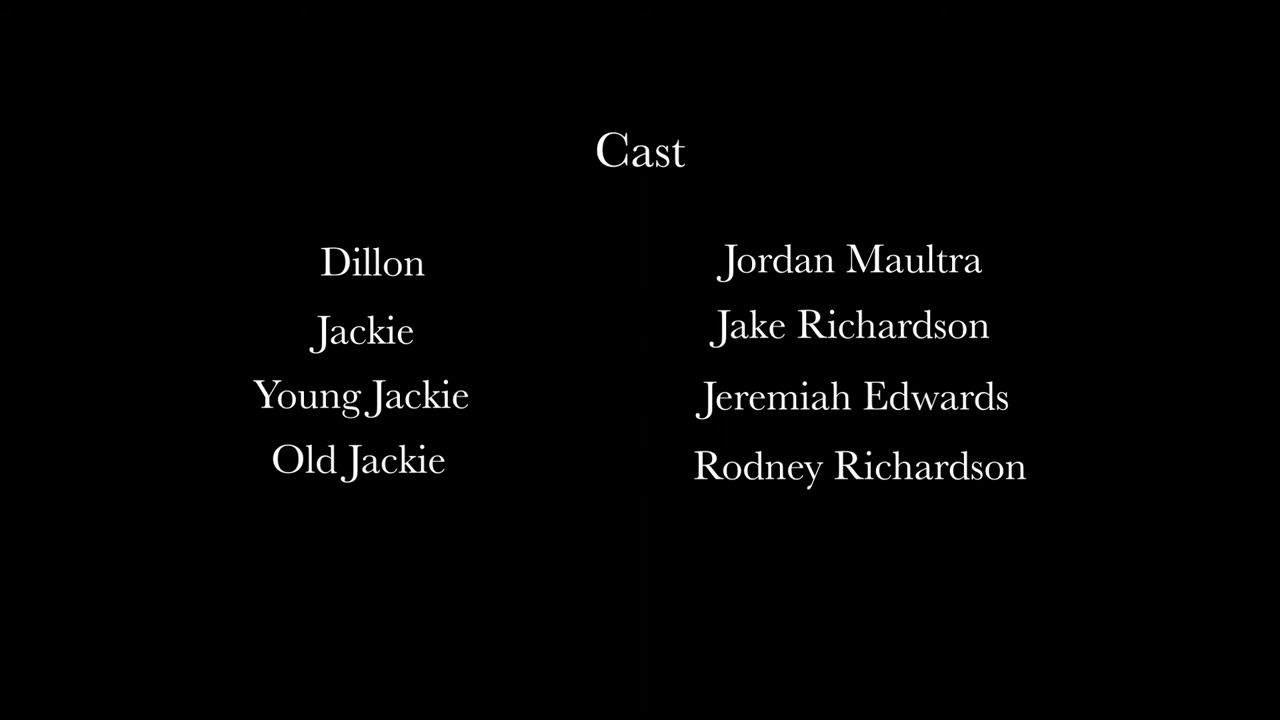 Cast
Dillon Jordan Maultra
Jackie Jake Richardson
Young Jackie Jeremiah Edwards
Old Jackie Rodney Richardson